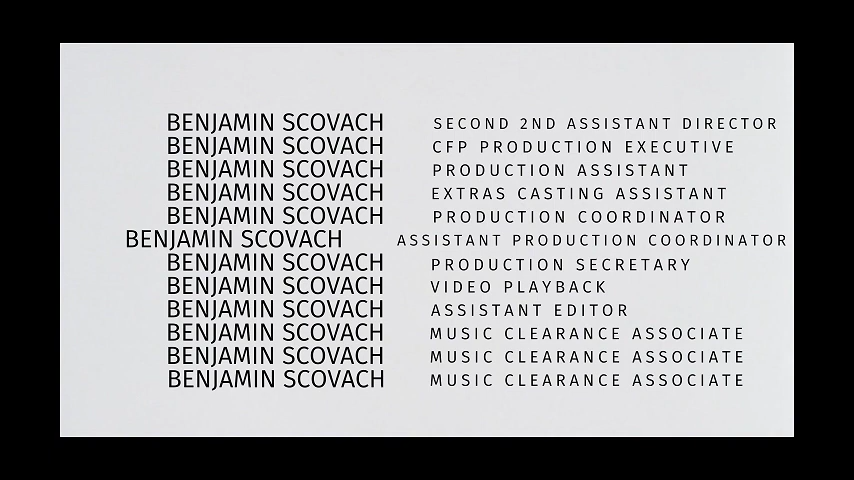 BENJAMIN SCOVACH SECOND 2ND ASSISTANT DIRECTOR
BENJAMIN SCOVACH CFP PRODUCTION EXECUTIVE
BENJAMIN SCOVACH PRODUCTION ASSISTANT
BENJAMIN SCOVACH EXTRAS CASTING ASSISTANT
BENJAMIN SCOVACH PRODUCTION COORDINATOR
BENJAMIN SCOVACH ASSISTANT PRODUCTION COORDINATOR
BENJAMIN SCOVACH PRODUCTION SECRETARY
BENJAMIN SCOVACH VIDEO PLAYBACK
BENJAMIN SCOVACH ASSISTANT EDITOR
BENJAMIN SCOVACH MUSIC CLEARANCE ASSOCIATE
BENJAMIN SCOVACH MUSIC CLEARANCE ASSOCIATE
BENJAMIN SCOVACH MUSIC CLEARANCE ASSOCIATE